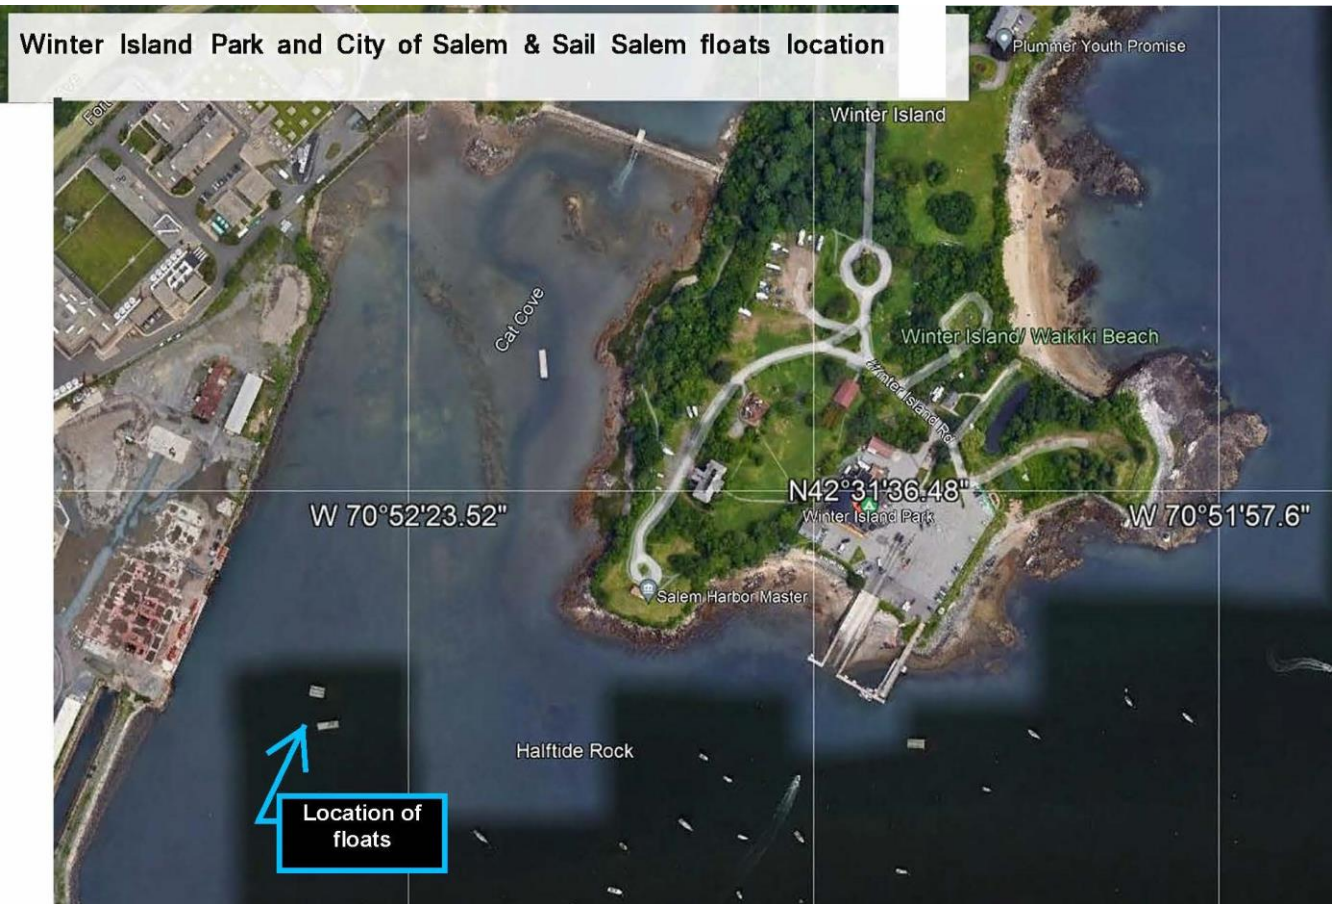 Winter Island Park and City of Salem & Sail Salem floats location
Plummer Youth Promise
Winter Island
Cat Cove
Winter Island/ Waikiki Beach
Winter Island Rd
N42°31'36.48"
W 70°52'23.52"
Winter Island Park
W 70°51'57.6"
Salem Harbor Master
Halftide Rock
Location of
floats